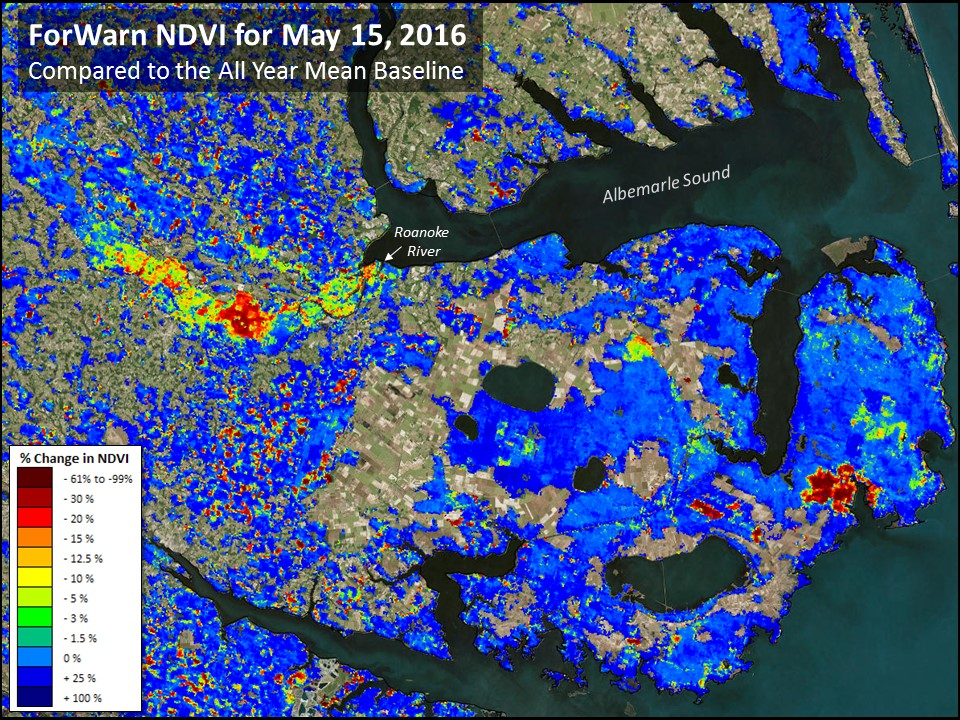 ForWarn NDVI for May 15, 2016
Compared to the All Year Mean Baseline
Albemarle Sound
Roanoke
River
% Change in NDVI
- 61% to -99%
- 30 %
- 20 %
- 15 %
- 12.5 %
- 10 %
- 5 %
- 3 %
- 1.5 %
0 %
+ 25 %
+ 100 %